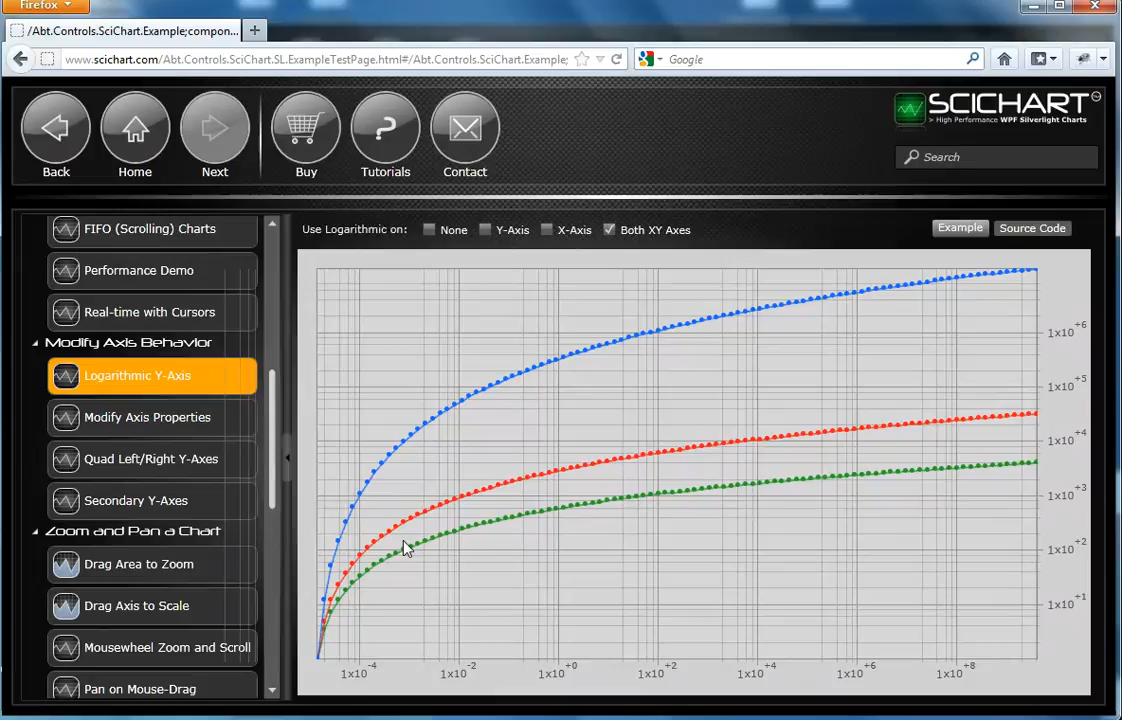 Firefox
/Abt.Controls.SciChart.Example;compon...
www.scichart.com/Abt.Controls.SciChart.SL.ExampleTestPage.html#/Abt.Controls.SciChart.Example;
Google
Back
Home
Next
Buy
Tutorials
Contact
SCICHART
> High Performance WPF Silverlight Charts
Search
FIFO (Scrolling) Charts
Performance Demo
Real-time with Cursors
Modify Axis Behavior
Logarithmic Y-Axis
Modify Axis Properties
Quad Left/Right Y-Axes
Secondary Y-Axes
Zoom and Pan a Chart
Drag Area to Zoom
Drag Axis to Scale
Mousewheel Zoom and Scroll
Pan on Mouse-Drag
Use Logarithmic on: None Y-Axis X-Axis Both XY Axes
Example
Source Code
1x10+6
1x10+5
1x10+4
1x10+3
1x10+2
1x10+1
1x10-4 1x10-2 1x10+0 1x10+2 1x10+4 1x10+6 1x10+8